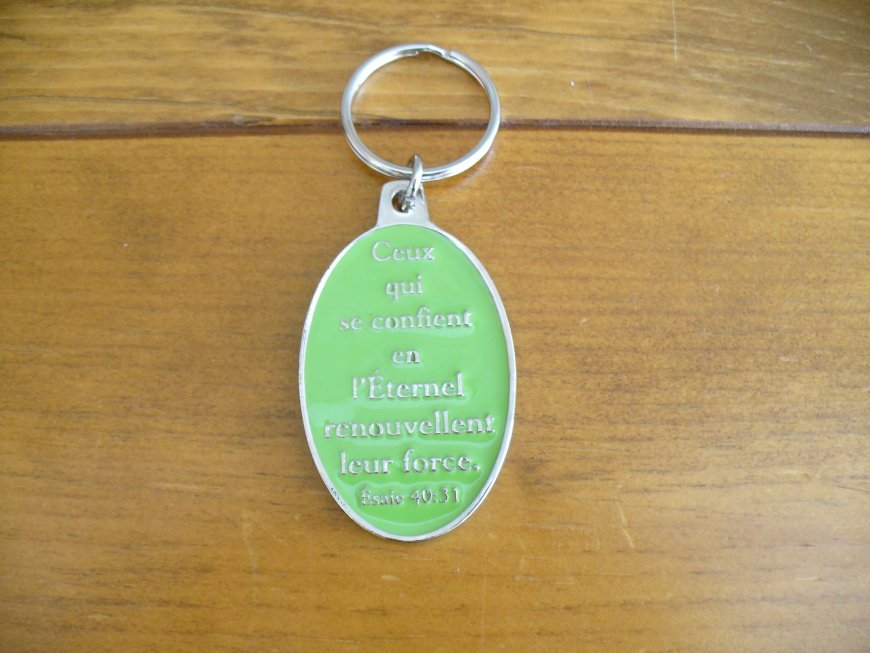 Ceux
qui
se confient
en
l'Éternel
renouvellent
leur force.
Ésaïe 40:31